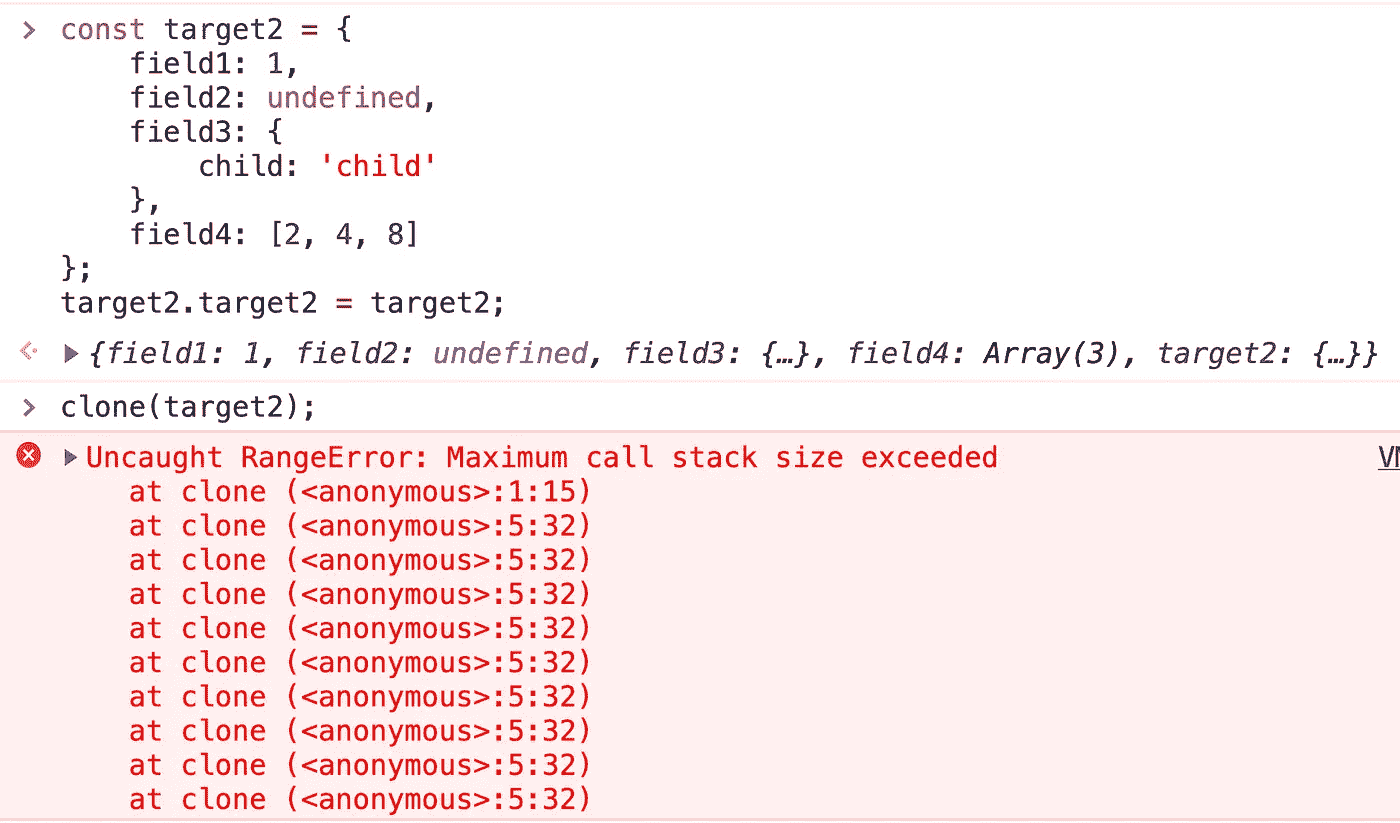 > const target2 = {
field1: 1,
field2: undefined,
field3: {
child: 'child'
},
field4: [2, 4, 8]
};
target2.target2 = target2;
▶{field1: 1, field2: undefined, field3: {…}, field4: Array(3), target2: {…}}
> clone(target2);
▶Uncaught RangeError: Maximum call stack size exceeded
at clone (<anonymous>:1:15)
at clone (<anonymous>:5:32)
at clone (<anonymous>:5:32)
at clone (<anonymous>:5:32)
at clone (<anonymous>:5:32)
at clone (<anonymous>:5:32)
at clone (<anonymous>:5:32)
at clone (<anonymous>:5:32)
at clone (<anonymous>:5:32)
at clone (<anonymous>:5:32)